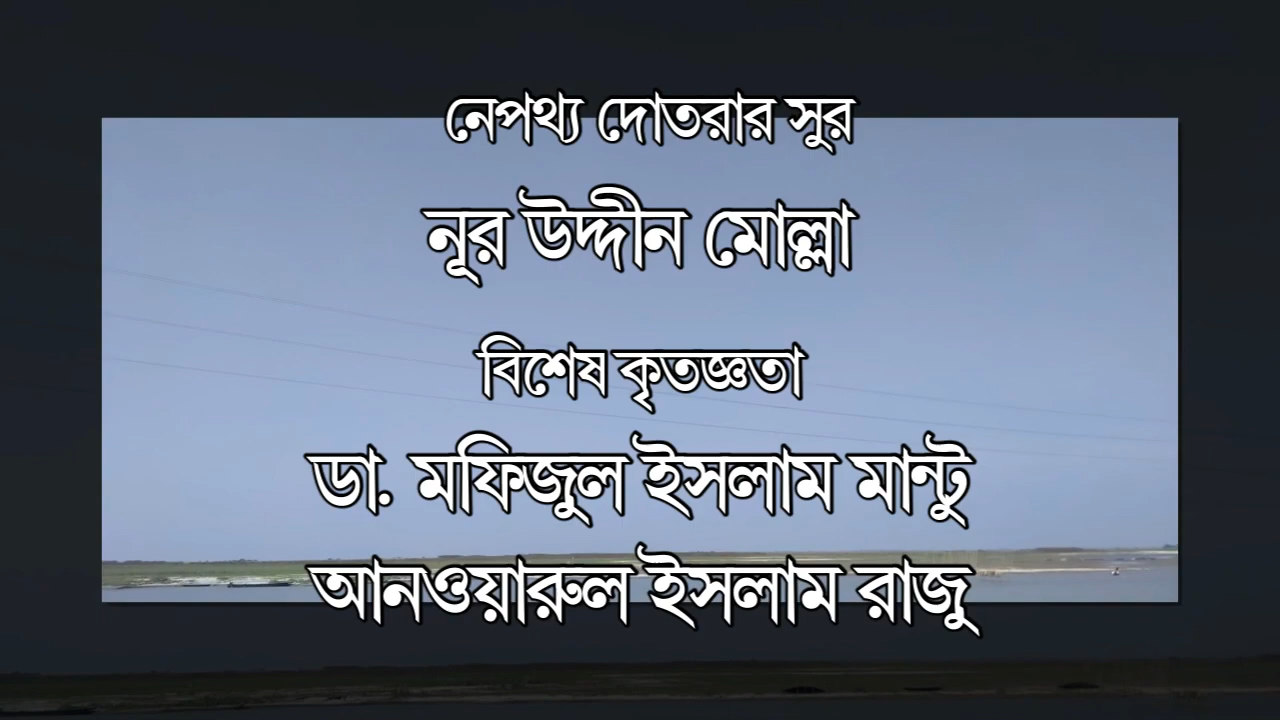 নেপথ্য দোতরার সুর
নূর উদ্দীন মোল্লা
বিশেষ কৃতজ্ঞতা
ডা. মফিজুল ইসলাম মান্টু
আনওয়ারুল ইসলাম রাজু